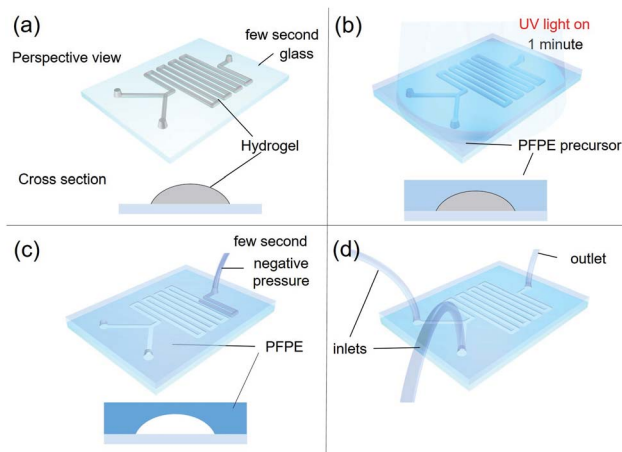 (a)
Perspective view
few second
glass
Hydrogel
Cross section
(b)
UV light on
1 minute
PFPE precursor
(c)
few second
negative
pressure
PFPE
(d)
outlet
inlets